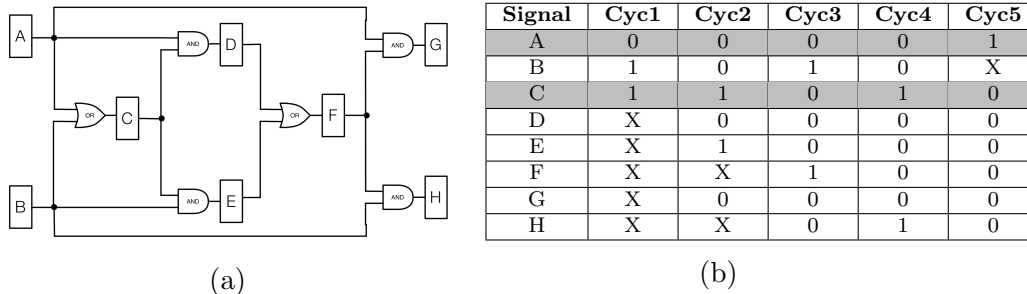 A
AND
D
AND
G
OR
C
OR
F
B
AND
E
AND
H
(a)
Signal Cyc1 Cyc2 Cyc3 Cyc4 Cyc5
A 0 0 0 0 1
B 1 0 1 0 X
C 1 1 0 1 0
D X 0 0 0 0
E X 1 0 0 0
F X X 1 0 0
G X 0 0 0 0
H X X 0 1 0
(b)